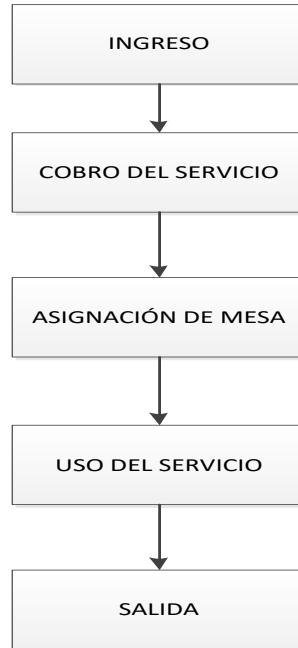 INGRESO
COBRO DEL SERVICIO
ASIGNACIÓN DE MESA
USO DEL SERVICIO
SALIDA